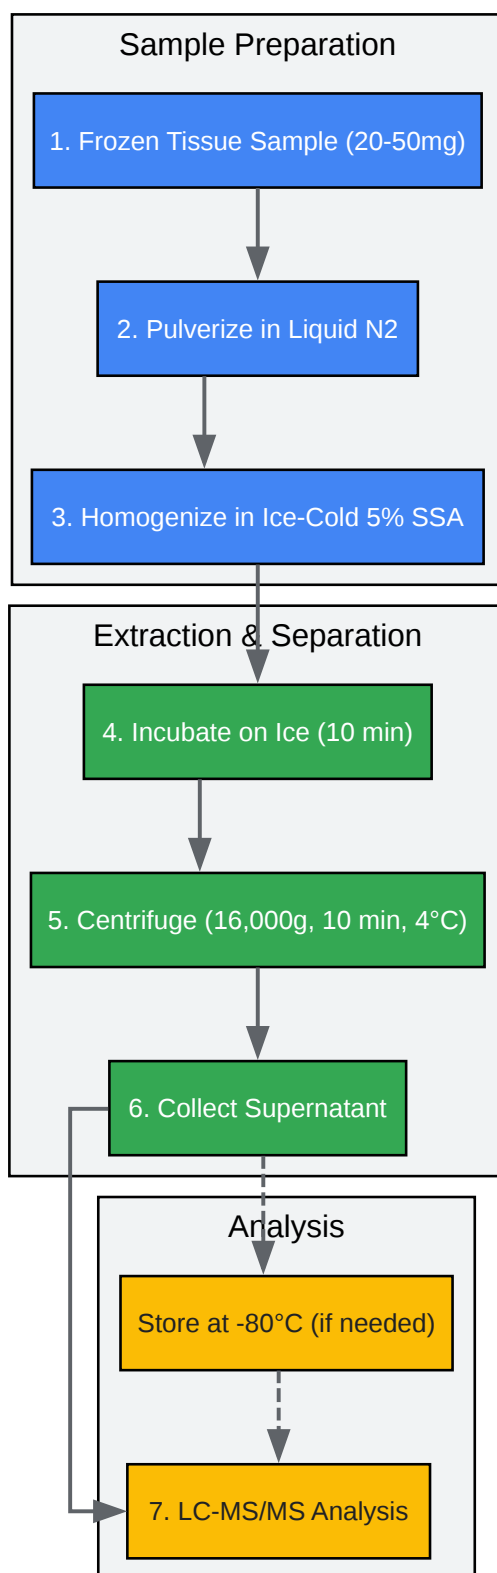 Sample Preparation
1. Frozen Tissue Sample (20-50mg)
2. Pulverize in Liquid N2
3. Homogenize in Ice-Cold 5% SSA
Extraction & Separation
4. Incubate on Ice (10 min)
5. Centrifuge (16,000g, 10 min, 4°C)
6. Collect Supernatant
Analysis
Store at -80°C (if needed)
7. LC-MS/MS Analysis